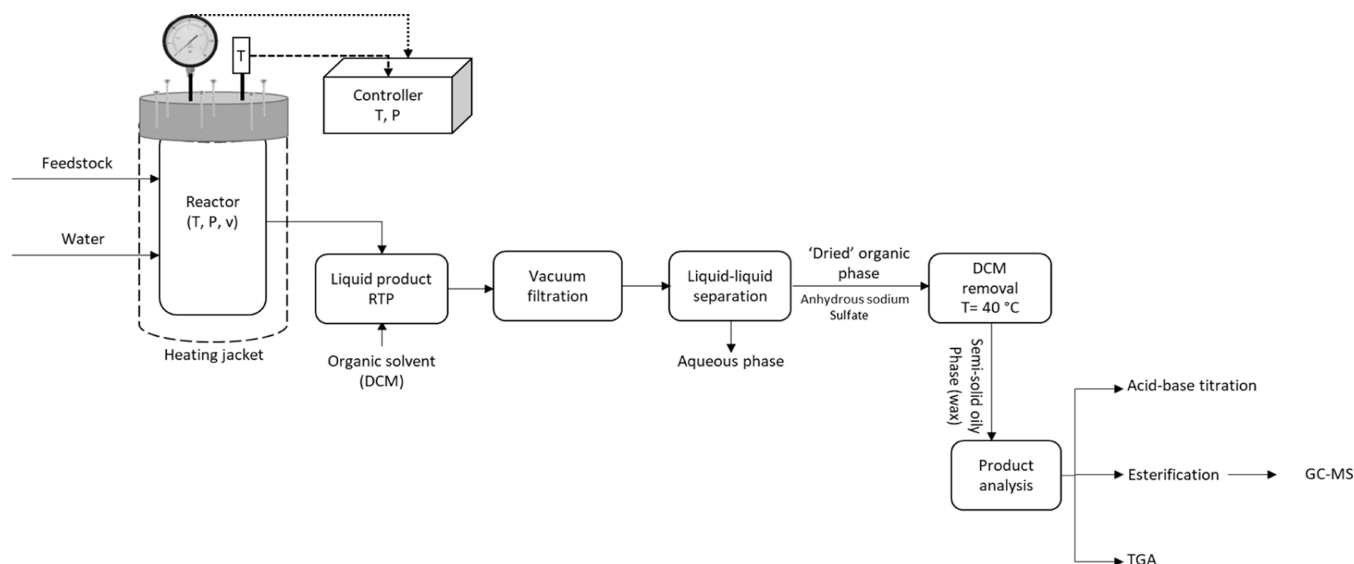 T
Controller
T, P
Feedstock
Reactor
(T, P, v)
Water
Heating jacket
Liquid product
RTP
Organic solvent
(DCM)
Vacuum
filtration
Liquid-liquid
separation
Aqueous phase
‘Dried’ organic
phase
Anhydrous sodium
Sulfate
DCM
removal
T= 40 °C
Semi-solid oily
Phase (wax)
Product
analysis
Acid-base titration
Esterification
GC-MS
TGA